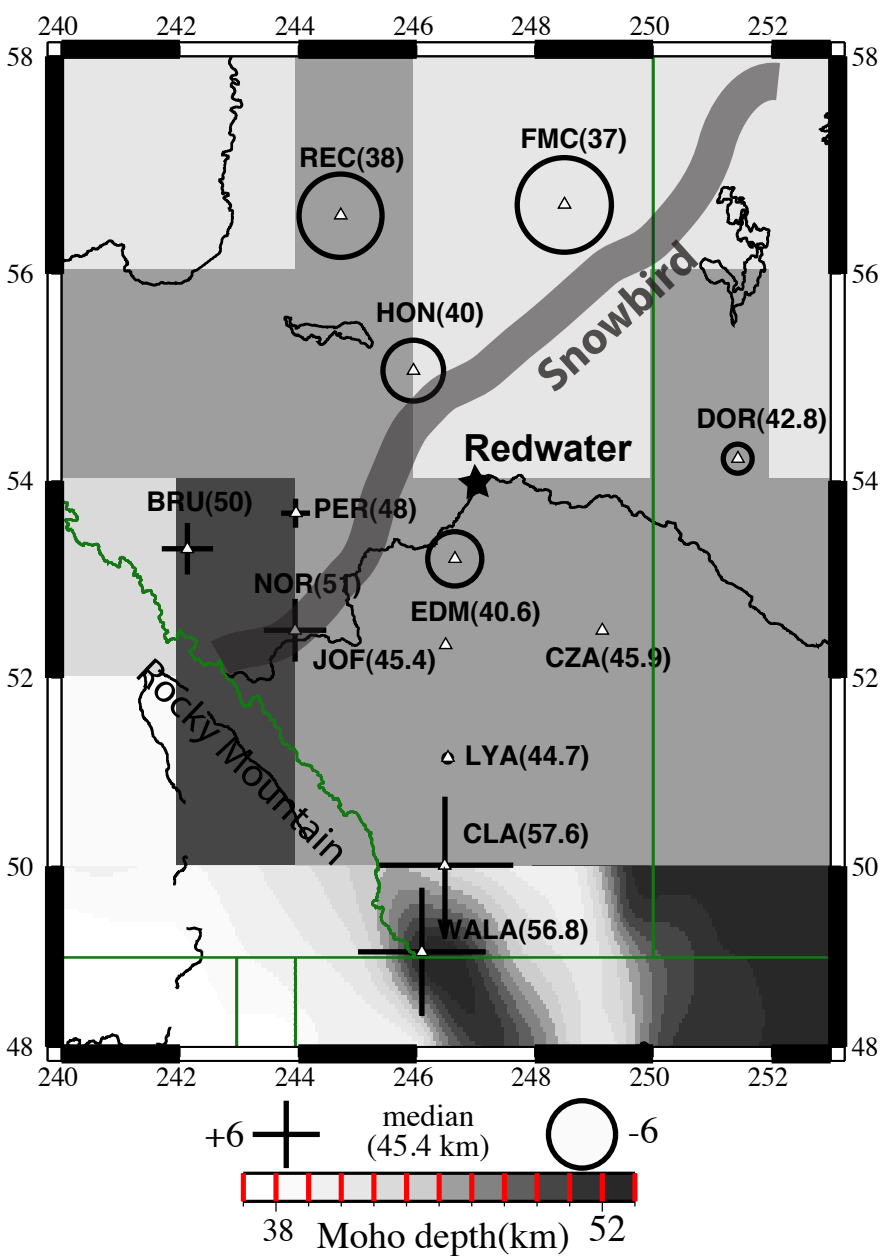 240 242 244 246 248 250 252
58 58
FMC(37)
REC(38)
56 56
Snowbird
HON(40)
DOR(42.8)
Redwater
54 54
BRU(50)
PER(48)
NOR(51)
EDM(40.6)
JOF(45.4)
CZA(45.9)
52 52
Rocky Mountain
LYA(44.7)
CLA(57.6)
50 50
WALA(56.8)
48 48
240 242 244 246 248 250 252
+6 median -6
(45.4 km)
38 Moho depth(km) 52